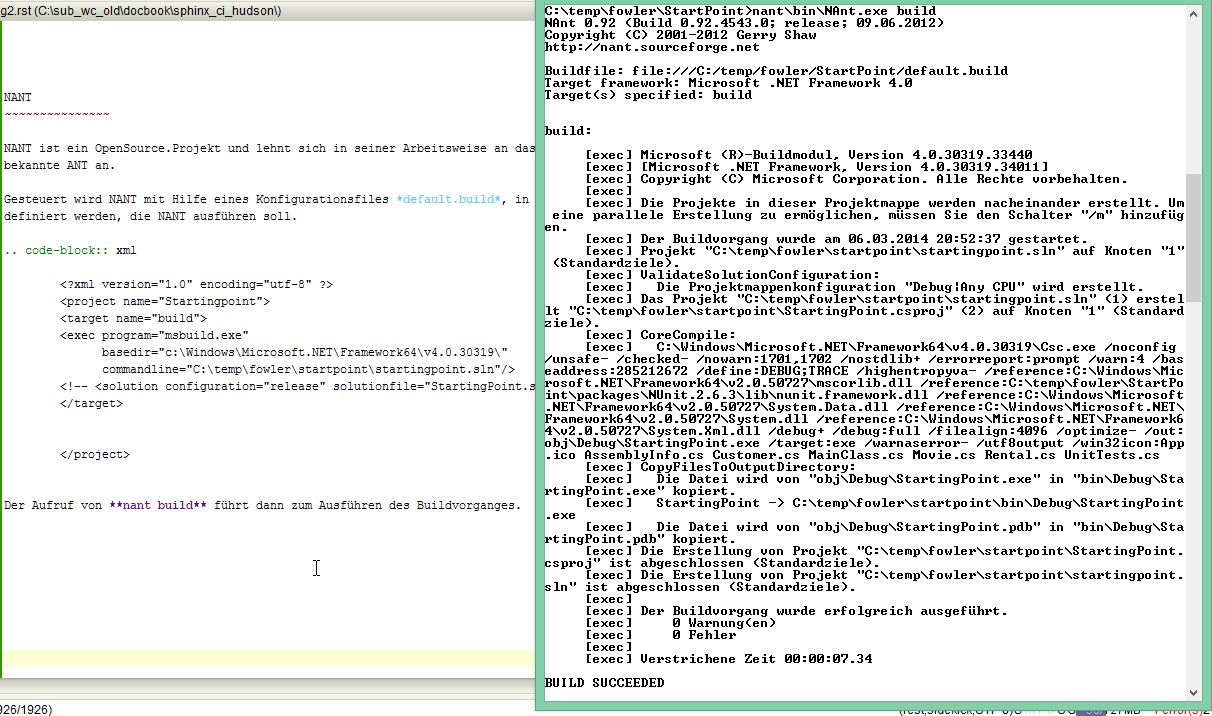 g2.rst (C:\sub_wc_old\docbook\sphinx_ci_hudson\)
NANT
~~~~~~~~~~~~~~~
NANT ist ein OpenSource.Projekt und lehnt sich in seiner Arbeitsweise an das
bekannte ANT an.
Gesteuert wird NANT mit Hilfe eines Konfigurationsfiles *default.build*, in
definiert werden, die NANT ausführen soll.
.. code-block:: xml
<?xml version="1.0" encoding="utf-8" ?>
<project name="Startingpoint">
<target name="build">
<exec program="msbuild.exe"
basedir="c:\Windows\Microsoft.NET\Framework64\v4.0.30319\"
commandline="C:\temp\fowler\startpoint\startingpoint.sln"/>
<!-- <solution configuration="release" solutionfile="StartingPoint.s
</target>
</project>
Der Aufruf von **nant build** führt dann zum Ausführen des Buildvorganges.
926/1926)
C:\temp\fowler\StartPoint>nant\bin\NAnt.exe build
NAnt 0.92 (Build 0.92.4543.0; release; 09.06.2012)
Copyright (C) 2001-2012 Gerry Shaw
http://nant.sourceforge.net
Buildfile: file:///C:/temp/fowler/StartPoint/default.build
Target framework: Microsoft .NET Framework 4.0
Target(s) specified: build
build:
[exec] Microsoft (R)-Buildmodul, Version 4.0.30319.33440
[exec] [Microsoft .NET Framework, Version 4.0.30319.34011]
[exec] Copyright (C) Microsoft Corporation. Alle Rechte vorbehalten.
[exec]
[exec] Die Projekte in dieser Projektmappe werden nacheinander erstellt. Um
eine parallele Erstellung zu ermöglichen, müssen Sie den Schalter "/m" hinzufüg
en.
[exec] Der Buildvorgang wurde am 06.03.2014 20:52:37 gestartet.
[exec] Projekt "C:\temp\fowler\startpoint\startingpoint.sln" auf Knoten "1"
(Standardziele).
[exec] ValidateSolutionConfiguration:
[exec]   Die Projektmappenkonfiguration "Debug|Any CPU" wird erstellt.
[exec] Das Projekt "C:\temp\fowler\startpoint\startingpoint.sln" (1) erstel
lt "C:\temp\fowler\startpoint\StartingPoint.csproj" (2) auf Knoten "1" (Standard
ziele).
[exec] CoreCompile:
[exec]   C:\Windows\Microsoft.NET\Framework64\v4.0.30319\Csc.exe /noconfig
/unsafe- /checked- /nowarn:1701,1702 /nostdlib+ /errorreport:prompt /warn:4 /bas
eaddress:285212672 /define:DEBUG;TRACE /highentropyva- /reference:C:\Windows\Mic
rosoft.NET\Framework64\v2.0.50727\mscorlib.dll /reference:C:\temp\fowler\StartPo
int\packages\NUnit.2.6.3\lib\nunit.framework.dll /reference:C:\Windows\Microsoft
.NET\Framework64\v2.0.50727\System.Data.dll /reference:C:\Windows\Microsoft.NET\
Framework64\v2.0.50727\System.dll /reference:C:\Windows\Microsoft.NET\Framework6
4\v2.0.50727\System.Xml.dll /debug+ /debug:full /filealign:4096 /optimize- /out:
obj\Debug\StartingPoint.exe /target:exe /warnaserror- /utf8output /win32icon:App
.ico AssemblyInfo.cs Customer.cs MainClass.cs Movie.cs Rental.cs UnitTests.cs
[exec] CopyFilesToOutputDirectory:
[exec]   Die Datei wird von "obj\Debug\StartingPoint.exe" in "bin\Debug\Sta
rtingPoint.exe" kopiert.
[exec]   StartingPoint -> C:\temp\fowler\startpoint\bin\Debug\StartingPoint
.exe
[exec]   Die Datei wird von "obj\Debug\StartingPoint.pdb" in "bin\Debug\Sta
rtingPoint.pdb" kopiert.
[exec] Die Erstellung von Projekt "C:\temp\fowler\startpoint\StartingPoint.
csproj" ist abgeschlossen (Standardziele).
[exec] Die Erstellung von Projekt "C:\temp\fowler\startpoint\startingpoint.
sln" ist abgeschlossen (Standardziele).
[exec]
[exec] Der Buildvorgang wurde erfolgreich ausgeführt.
[exec]     0 Warnung(en)
[exec]     0 Fehler
[exec]
[exec] Verstrichene Zeit 00:00:07.34
BUILD SUCCEEDED